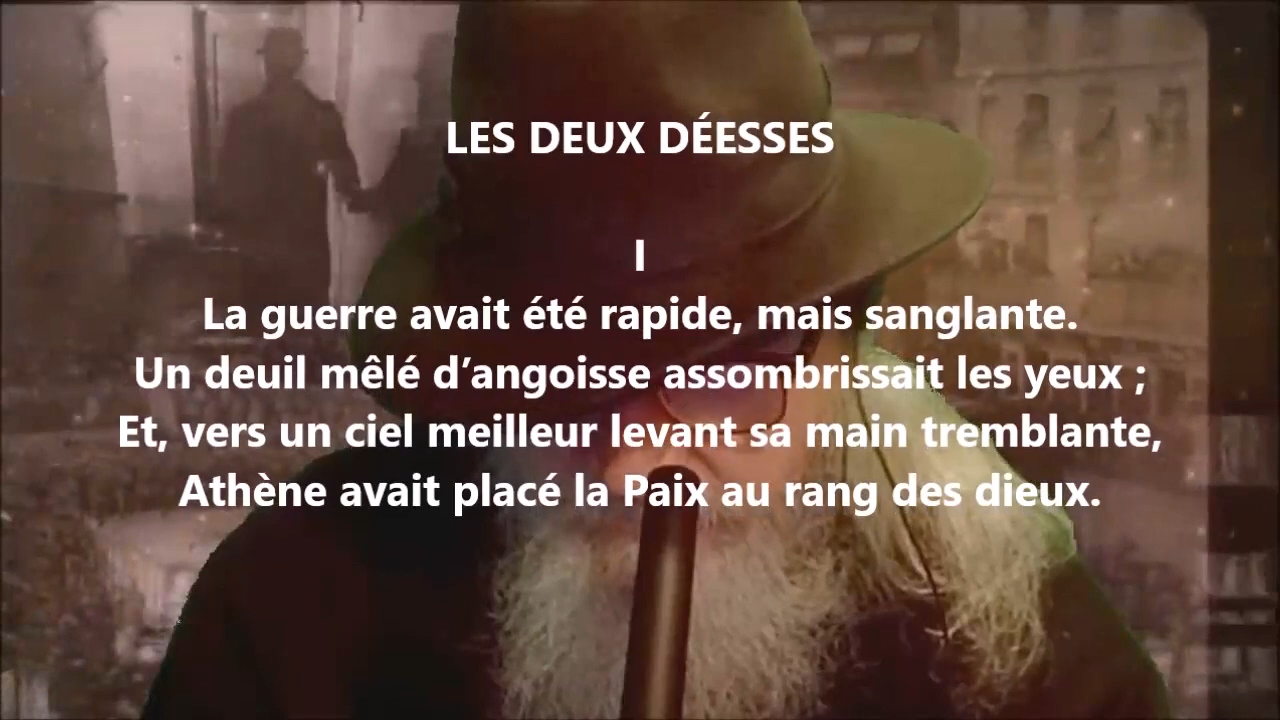 LES DEUX DÉESSES
I
La guerre avait été rapide, mais sanglante.
Un deuil mêlé d’angoisse assombrissait les yeux ;
Et, vers un ciel meilleur levant sa main tremblante,
Athène avait placé la Paix au rang des dieux.